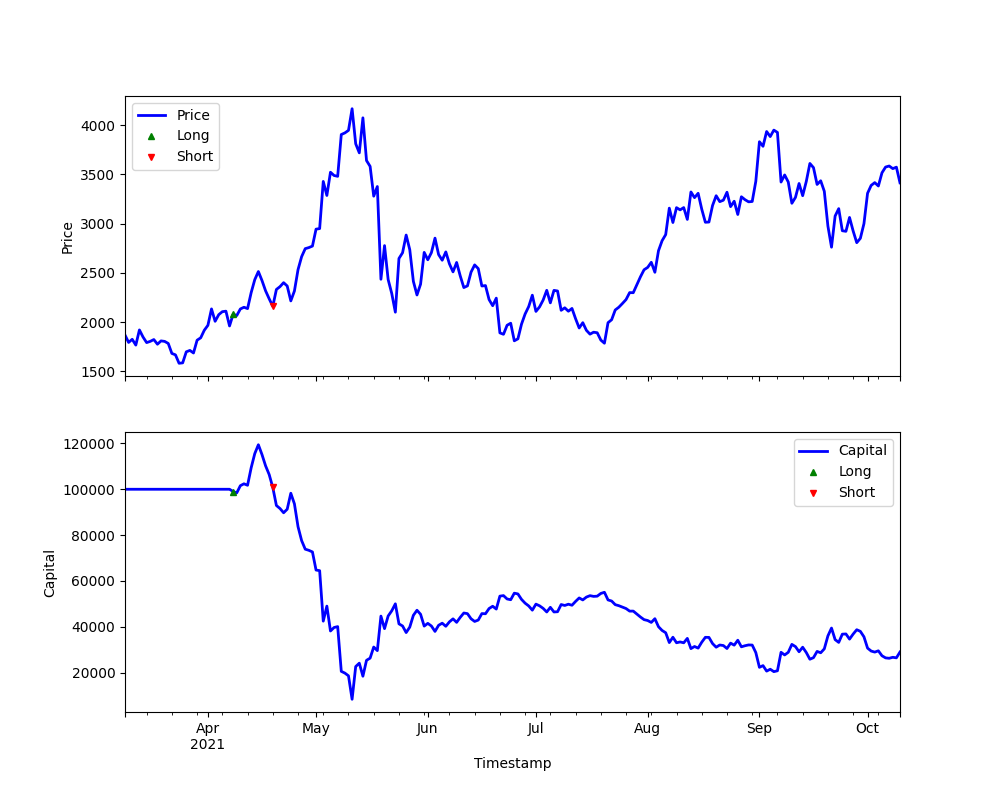 Price
Long
Short
4000
3500
3000
2500
2000
1500
Price
Capital
Long
Short
120000
100000
80000
60000
40000
20000
Capital
Apr May Jun Jul Aug Sep Oct
2021
Timestamp